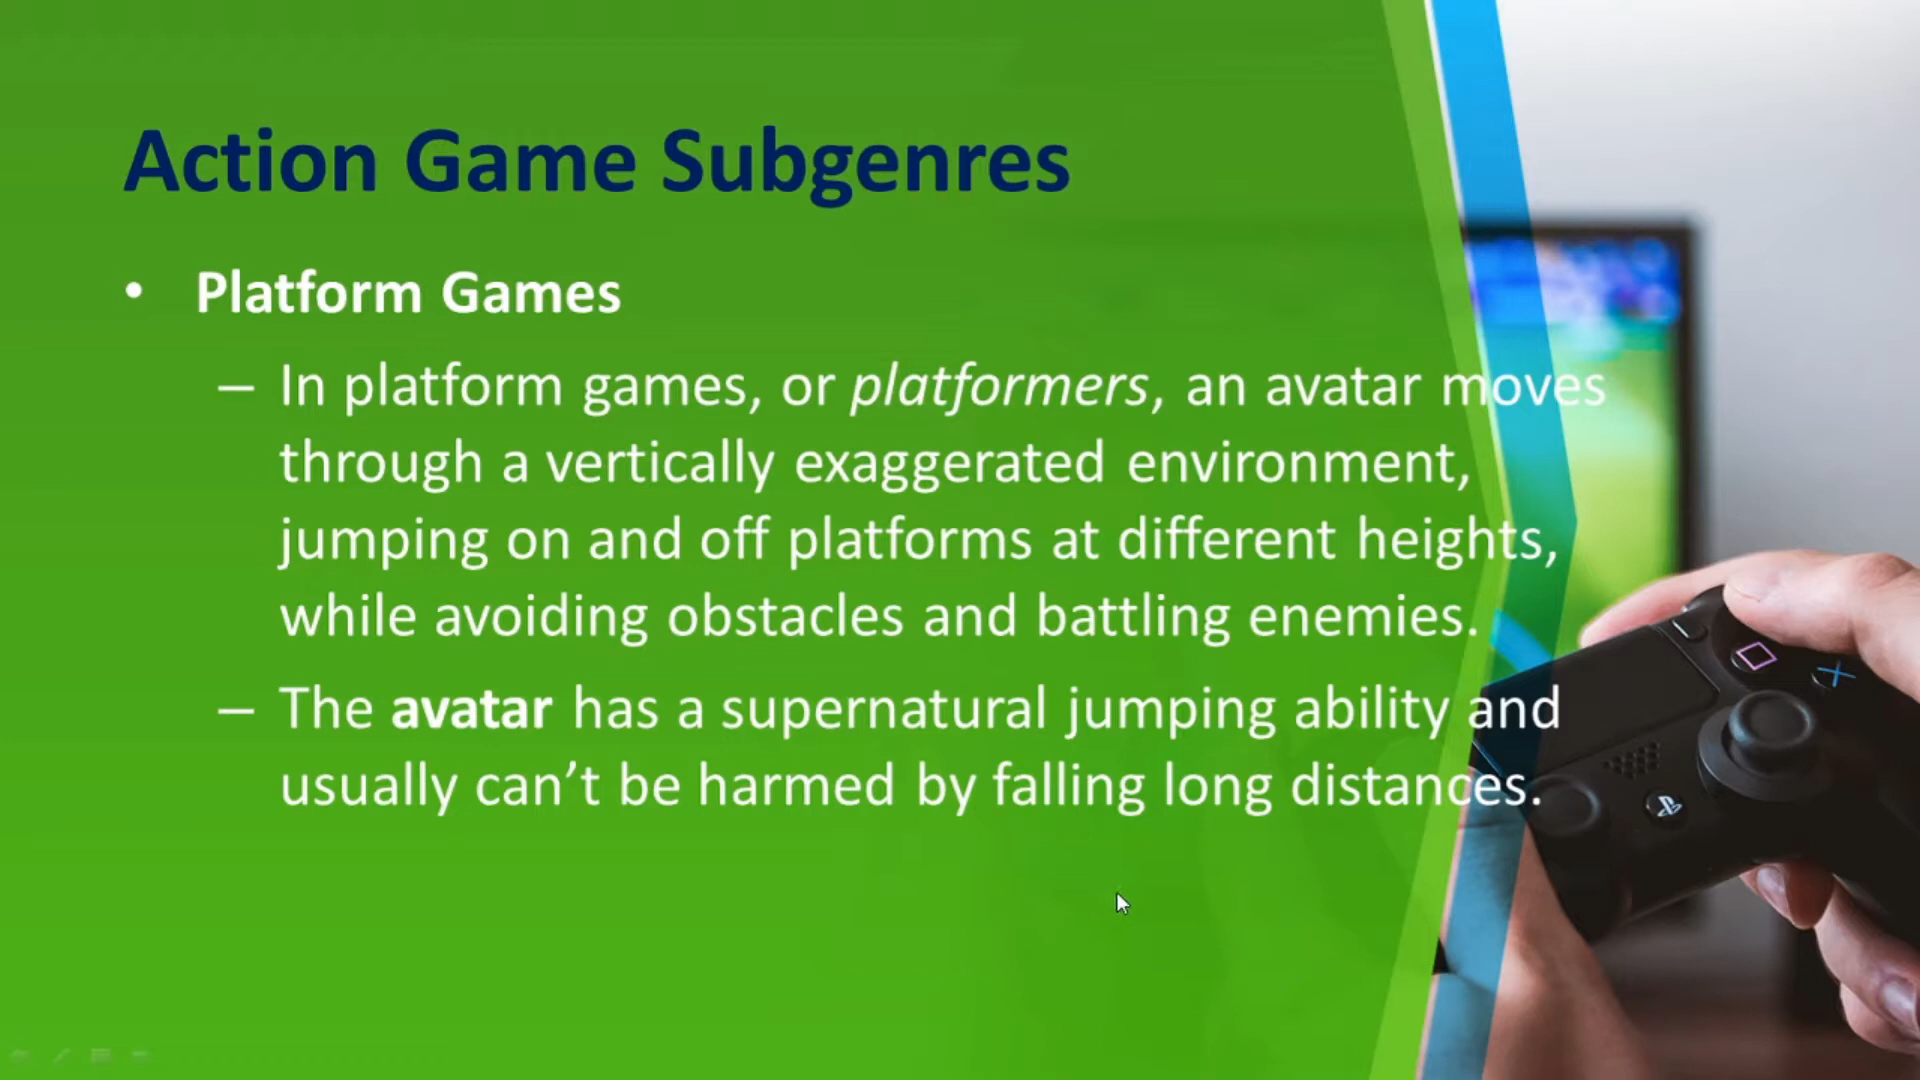 Action Game Subgenres
• Platform Games
– In platform games, or platformers, an avatar moves
through a vertically exaggerated environment,
jumping on and off platforms at different heights,
while avoiding obstacles and battling enemies.
– The avatar has a supernatural jumping ability and
usually can’t be harmed by falling long distances.